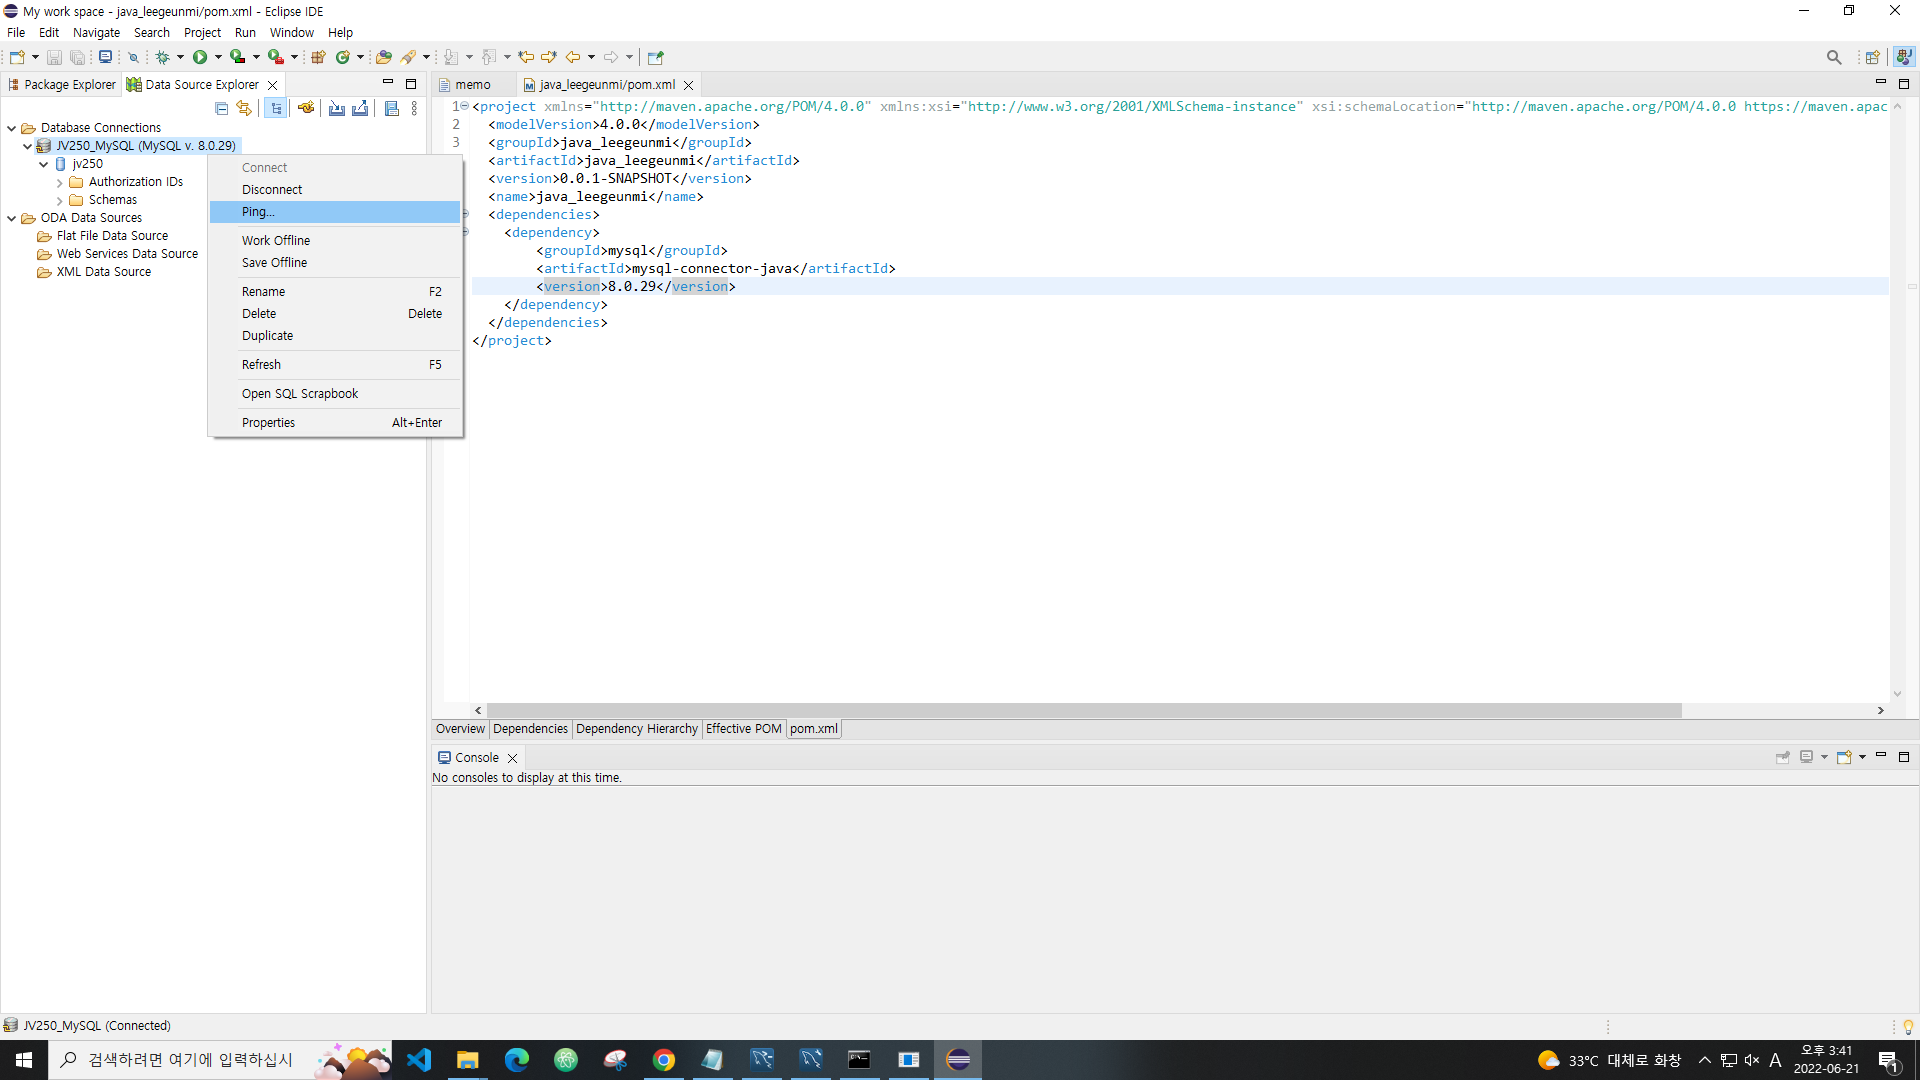 My work space - java_leegeunmi/pom.xml - Eclipse IDE
File Edit Navigate Search Project Run Window Help
Package Explorer Data Source Explorer
memo java_leegeunmi/pom.xml
Database Connections
JV250_MySQL (MySQL v. 8.0.29)
jv250
Authorization IDs
Schemas
ODA Data Sources
Flat File Data Source
Web Services Data Source
XML Data Source
Connect
Disconnect
Ping...
Work Offline
Save Offline
Rename F2
Delete Delete
Duplicate
Refresh F5
Open SQL Scrapbook
Properties Alt+Enter
1 <project xmlns="http://maven.apache.org/POM/4.0.0" xmlns:xsi="http://www.w3.org/2001/XMLSchema-instance" xsi:schemaLocation="http://maven.apache.org/POM/4.0.0 https://maven.apac
2 <modelVersion>4.0.0</modelVersion>
3 <groupId>java_leegeunmi</groupId>
<artifactId>java_leegeunmi</artifactId>
<version>0.0.1-SNAPSHOT</version>
<name>java_leegeunmi</name>
<dependencies>
<dependency>
<groupId>mysql</groupId>
<artifactId>mysql-connector-java</artifactId>
<version>8.0.29</version>
</dependency>
</dependencies>
</project>
Overview Dependencies Dependency Hierarchy Effective POM pom.xml
Console
No consoles to display at this time.
JV250_MySQL (Connected)
검색하려면 여기에 입력하십시
33°C 대체로 화창
A
오후 3:41
2022-06-21
1